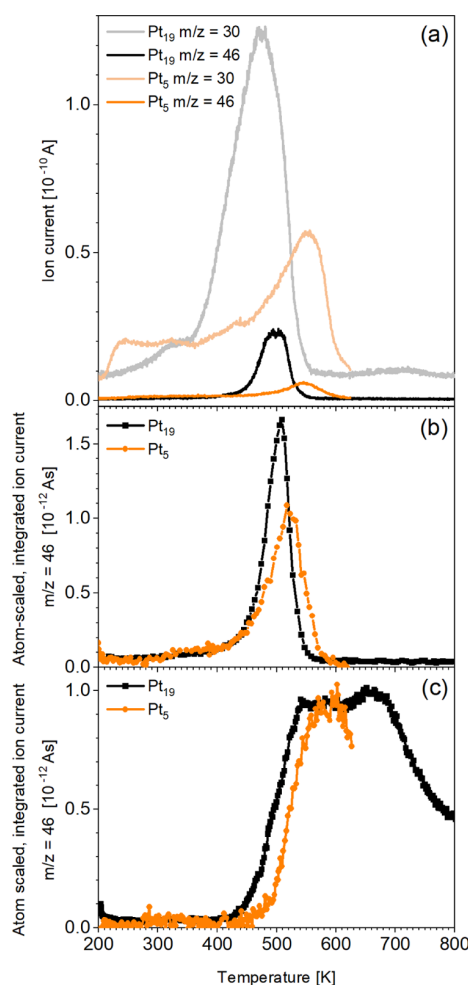 (a)
Pt₁₉ m/z = 30
Pt₁₉ m/z = 46
Pt₅ m/z = 30
Pt₅ m/z = 46
Ion current [10⁻¹⁰ A]
1.0
0.5
0.0
(b)
Pt₁₉
Pt₅
Atom-scaled, integrated ion current
m/z = 46 [10⁻¹² As]
1.5
1.0
0.5
0.0
(c)
Pt₁₉
Pt₅
Atom scaled, integrated ion current
m/z = 46 [10⁻¹² As]
1.0
0.5
0.0
200 300 400 500 600 700 800
Temperature [K]